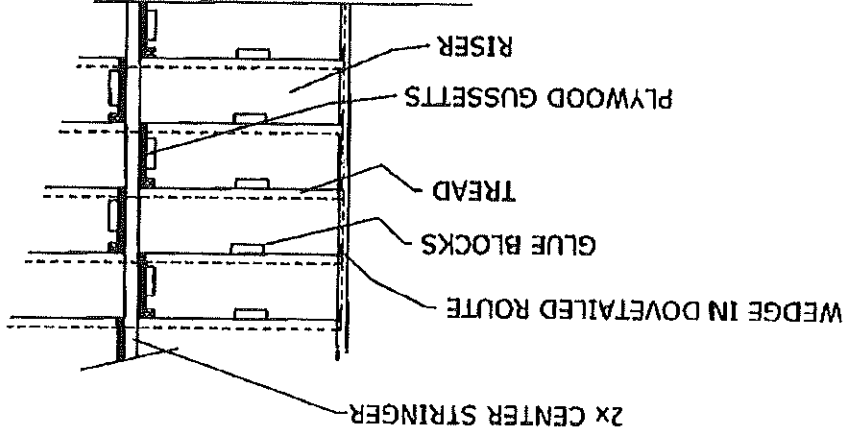 2x CENTER STRINGER
WEDGE IN DOVETAILED ROUTE
GLUE BLOCKS
TREAD
PLYWOOD GUSSETTS
RISER